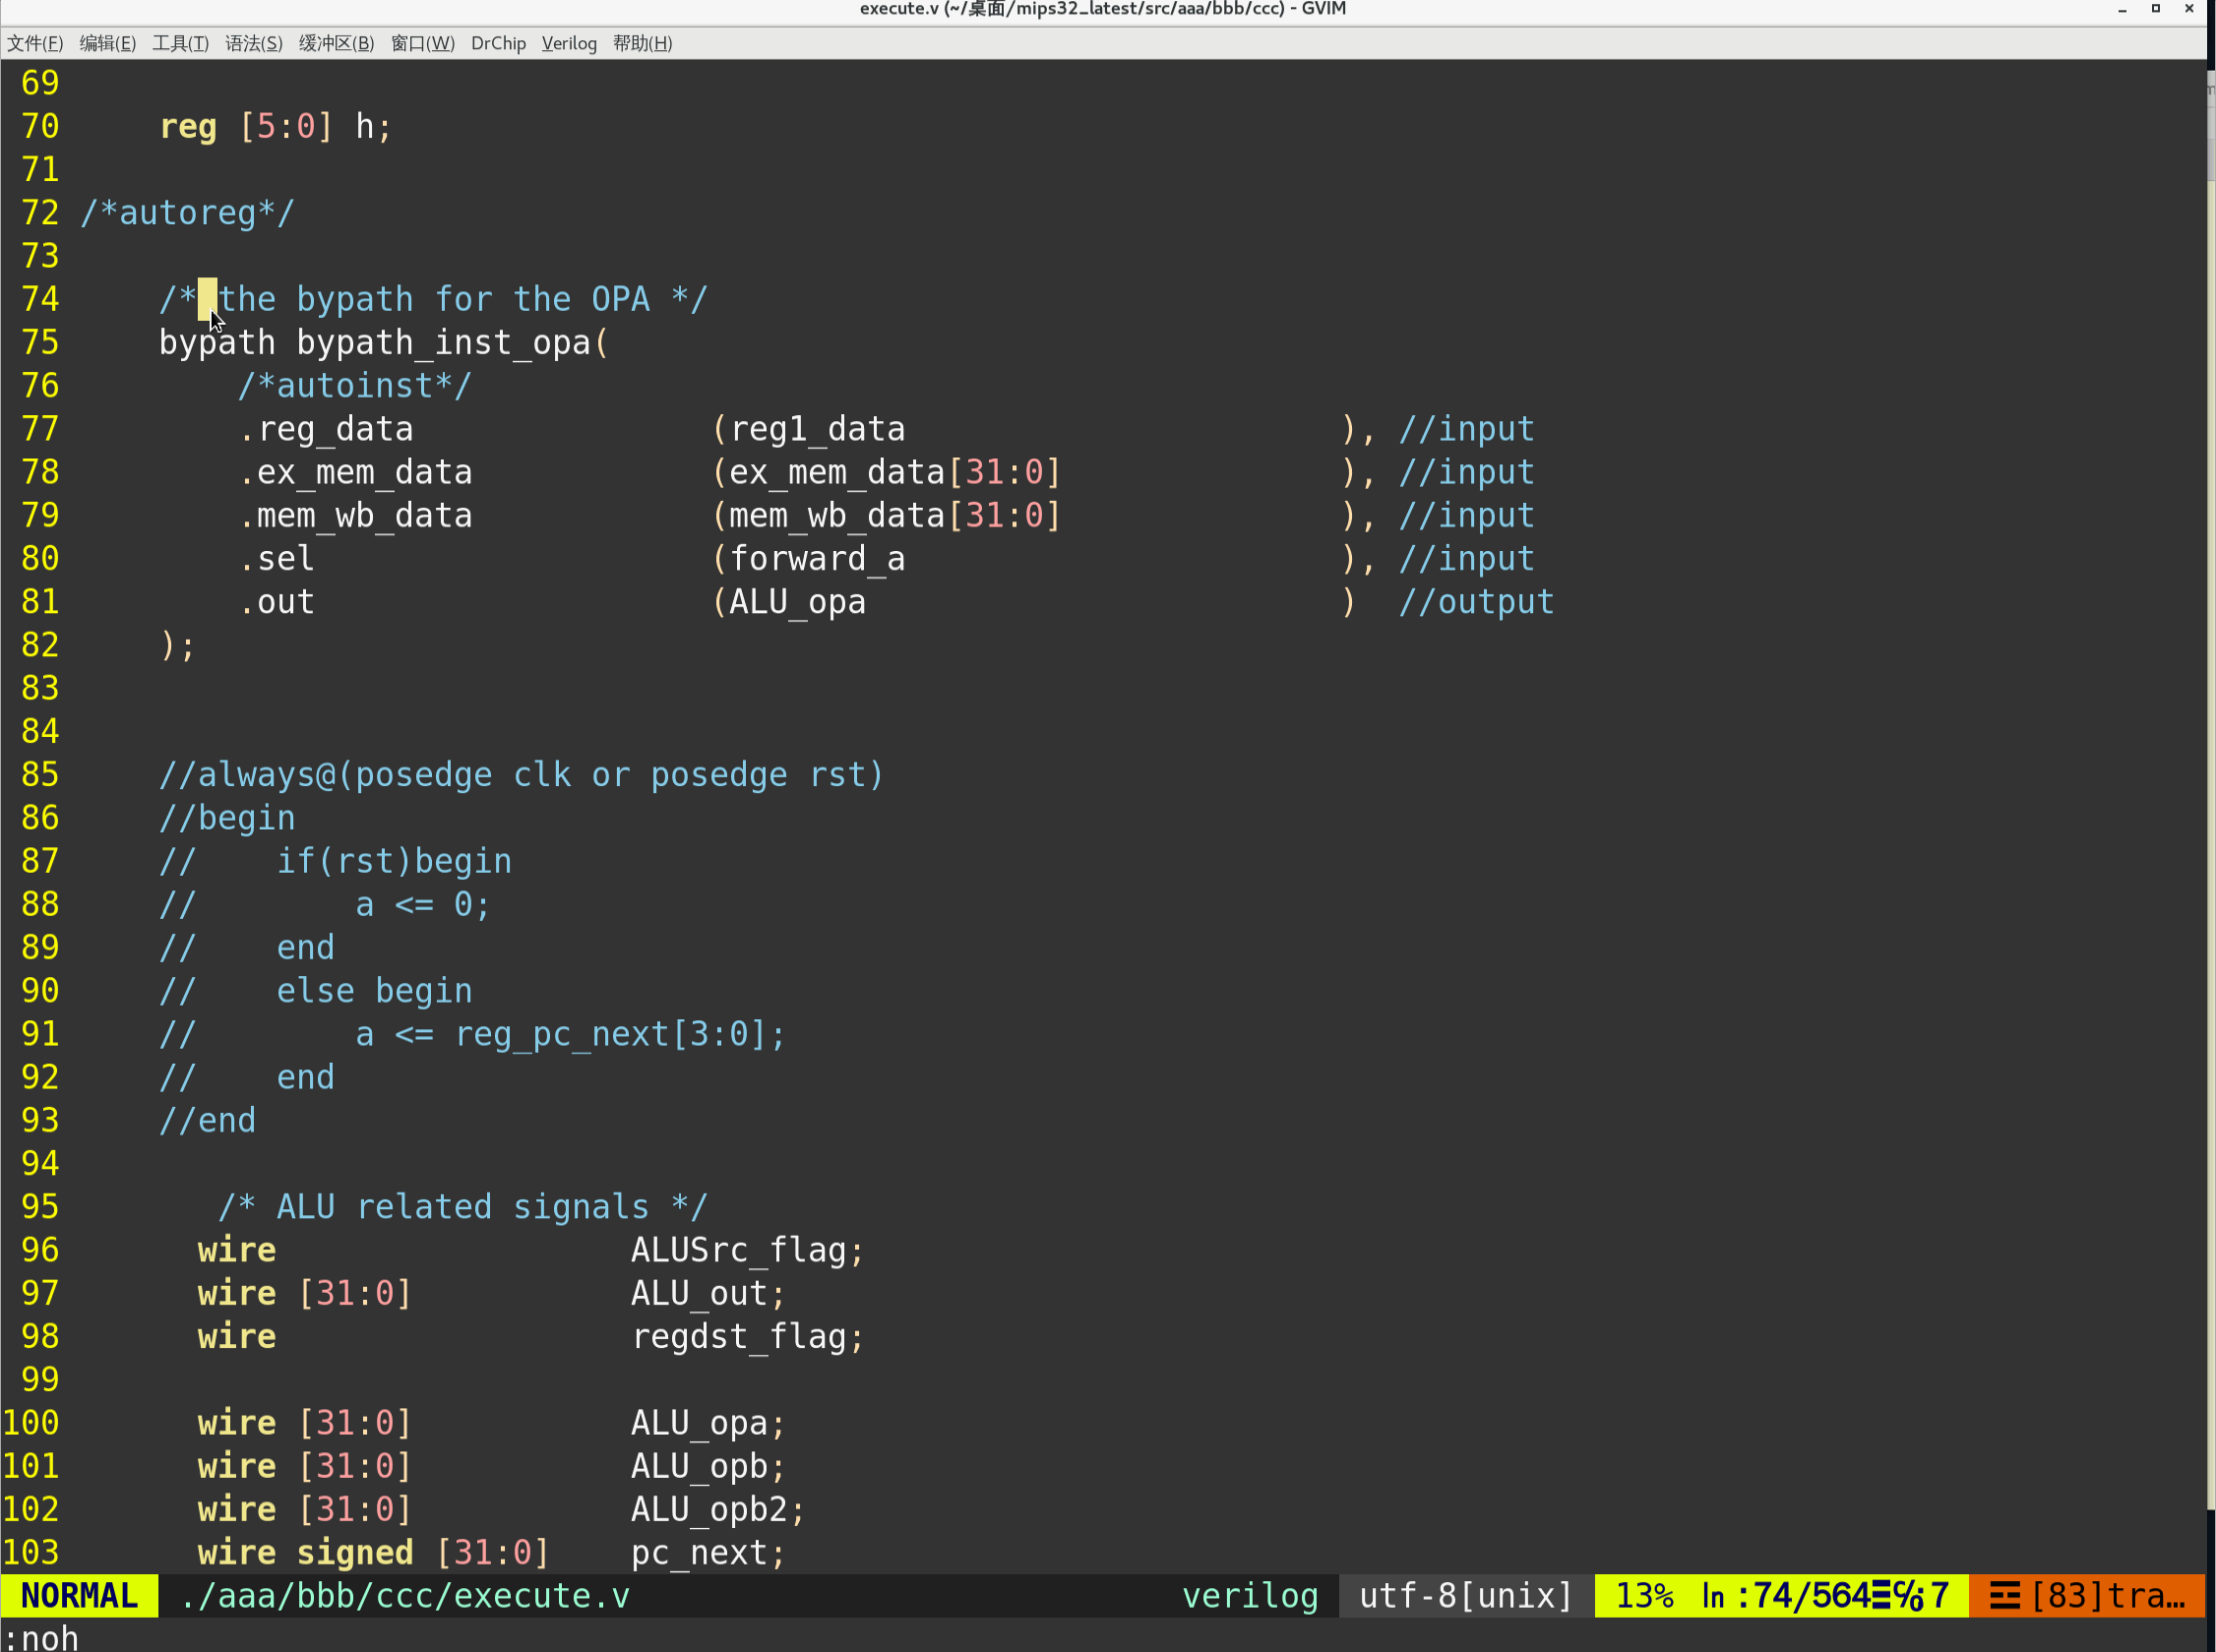 execute.v (~/桌面/mips32_latest/src/aaa/bbb/ccc) - GVIM
文件(F) 编辑(E) 工具(T) 语法(S) 缓冲区(B) 窗口(W) DrChip Verilog 帮助(H)
69
70     reg [5:0] h;
71
72 /*autoreg*/
73
74     /* the bypath for the OPA */
75     bypath bypath_inst_opa(
76         /*autoinst*/
77         .reg_data               (reg1_data                      ), //input
78         .ex_mem_data            (ex_mem_data[31:0]              ), //input
79         .mem_wb_data            (mem_wb_data[31:0]              ), //input
80         .sel                    (forward_a                      ), //input
81         .out                    (ALU_opa                        )  //output
82     );
83
84
85     //always@(posedge clk or posedge rst)
86     //begin
87     //    if(rst)begin
88     //        a <= 0;
89     //    end
90     //    else begin
91     //        a <= reg_pc_next[3:0];
92     //    end
93     //end
94
95        /* ALU related signals */
96       wire                  ALUSrc_flag;
97       wire [31:0]           ALU_out;
98       wire                  regdst_flag;
99
100       wire [31:0]           ALU_opa;
101       wire [31:0]           ALU_opb;
102       wire [31:0]           ALU_opb2;
103       wire signed [31:0]    pc_next;
NORMAL ./aaa/bbb/ccc/execute.v verilog utf-8[unix] 13% ln :74/564☰℅:7 ☲ [83]tra…
:noh